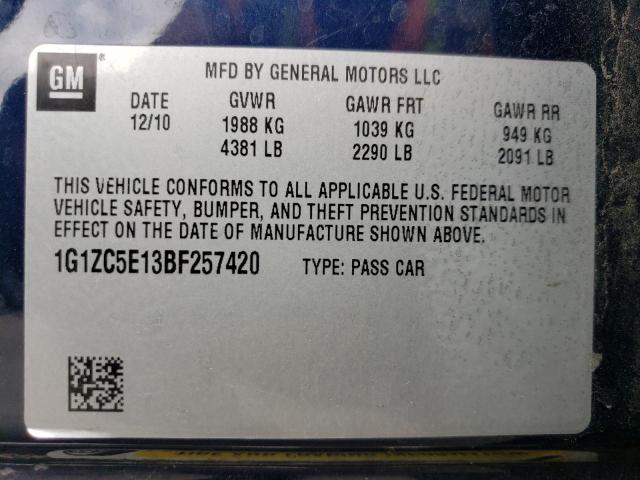 GM
MFD BY GENERAL MOTORS LLC
DATE GVWR GAWR FRT GAWR RR
12/10 1988 KG 1039 KG 949 KG
4381 LB 2290 LB 2091 LB
THIS VEHICLE CONFORMS TO ALL APPLICABLE U.S. FEDERAL MOTOR
VEHICLE SAFETY, BUMPER, AND THEFT PREVENTION STANDARDS IN
EFFECT ON THE DATE OF MANUFACTURE SHOWN ABOVE.
1G1ZC5E13BF257420 TYPE: PASS CAR